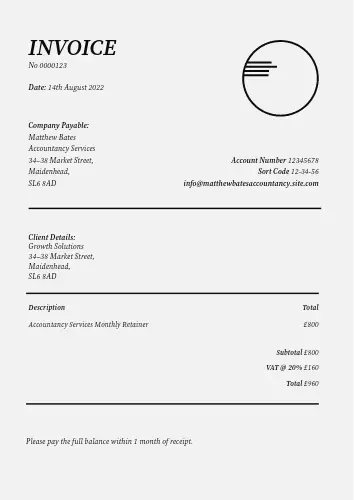 INVOICE
No 0000123
Date: 14th August 2022
Company Payable:
Matthew Bates
Accountancy Services
34–38 Market Street,
Maidenhead,
SL6 8AD
Account Number 12345678
Sort Code 12-34-56
info@matthewbatesaccountancy.site.com
Client Details:
Growth Solutions
34–38 Market Street,
Maidenhead,
SL6 8AD
Description Total
Accountancy Services Monthly Retainer £800
Subtotal £800
VAT @ 20% £160
Total £960
Please pay the full balance within 1 month of receipt.